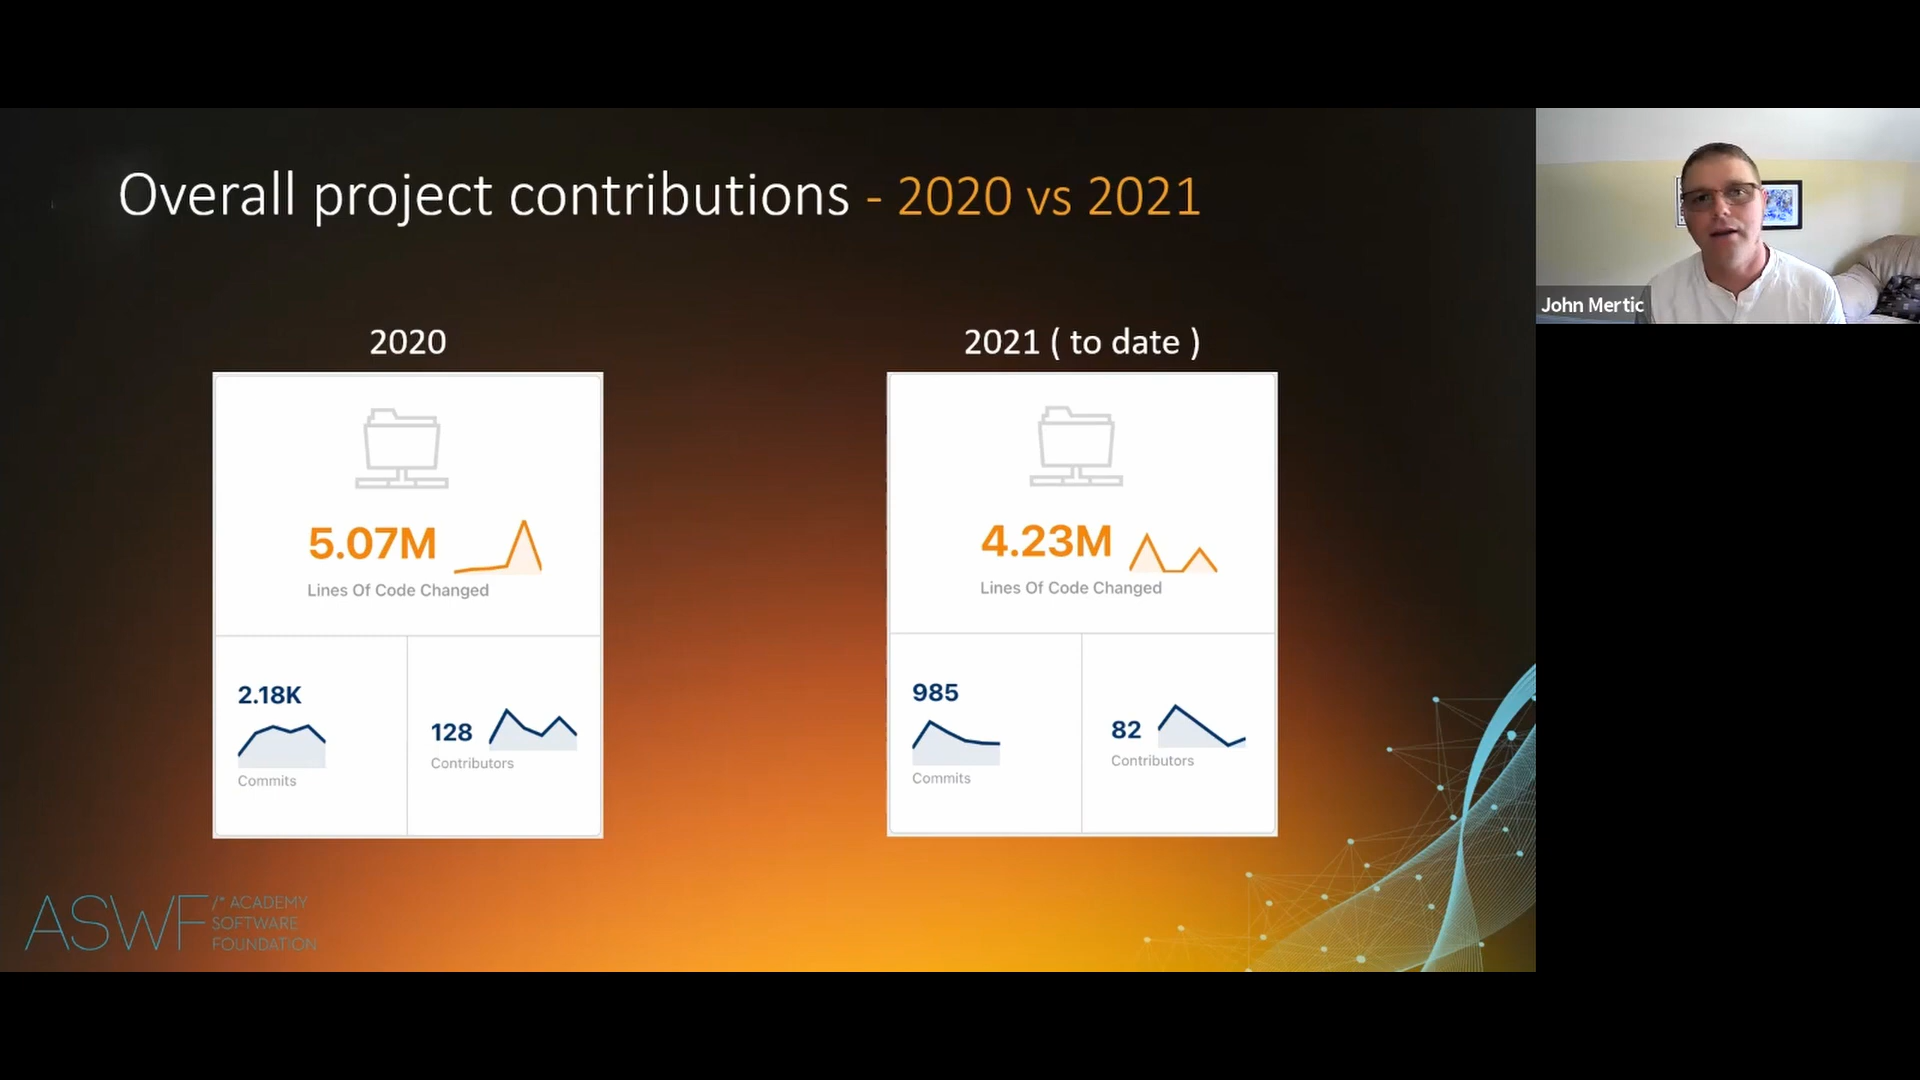 Overall project contributions - 2020 vs 2021
John Mertic
2020
5.07M
Lines Of Code Changed
2.18K
Commits
128
Contributors
2021 ( to date )
4.23M
Lines Of Code Changed
985
Commits
82
Contributors
ASWF /* ACADEMY
SOFTWARE
FOUNDATION